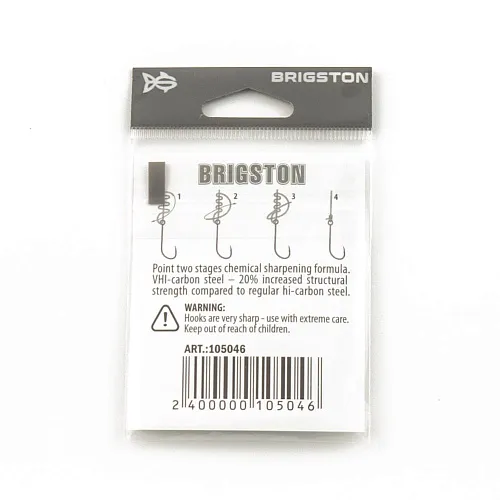 BRIGSTON
BRIGSTON
1 2 3 4
Point two stages chemical sharpening formula.
VHI-carbon steel – 20% increased structural
strength compared to regular hi-carbon steel.
WARNING:
Hooks are very sharp - use with extreme care.
Keep out of reach of children.
ART.:105046
2 400000 105046